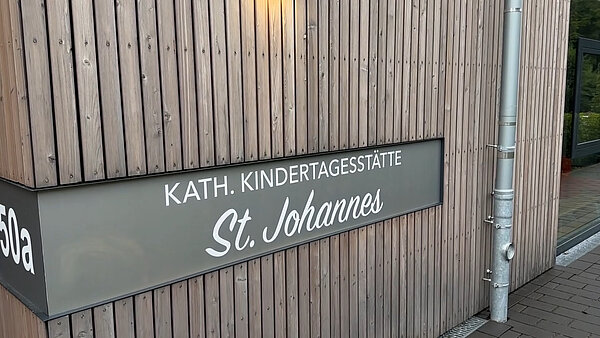 50a
KATH. KINDERTAGESSTÄTTE
St. Johannes